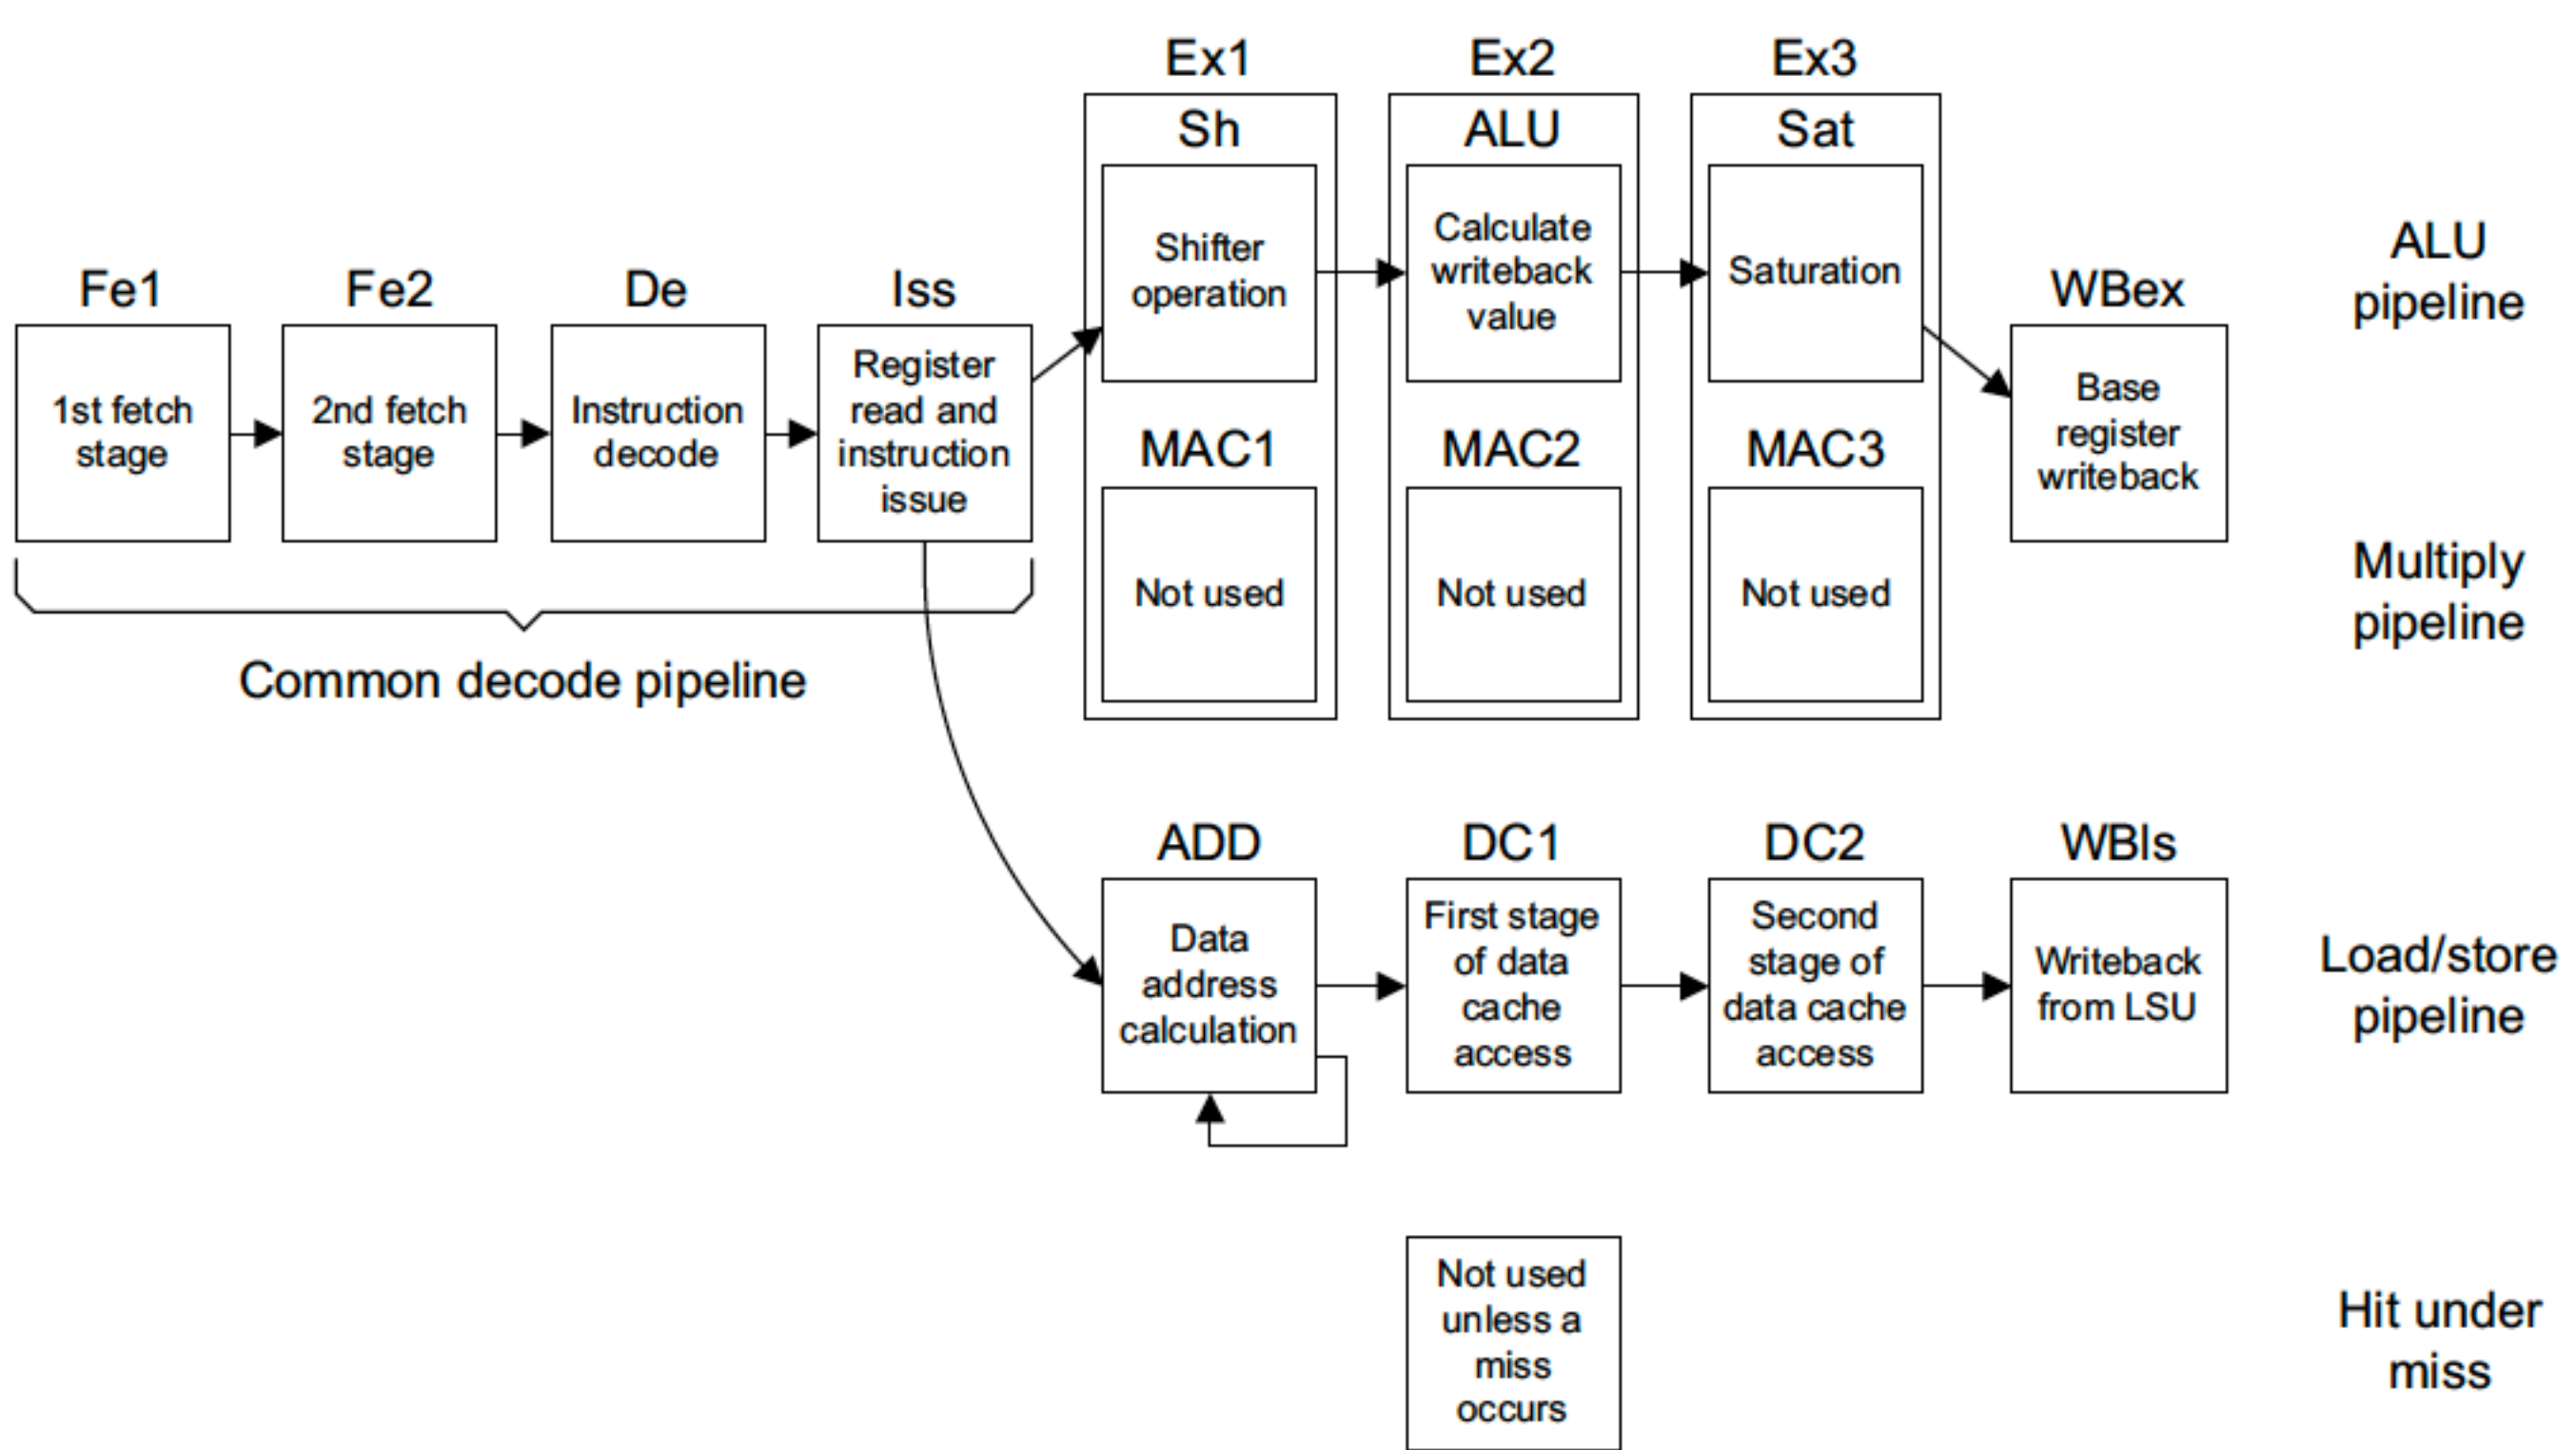 Ex1
Ex2
Ex3
Sh
ALU
Sat
Shifter
operation
Calculate
writeback
value
Saturation
ALU
pipeline
Fe1
Fe2
De
Iss
WBex
1st fetch
stage
2nd fetch
stage
Instruction
decode
Register
read and
instruction
issue
Base
register
writeback
MAC1
MAC2
MAC3
Not used
Not used
Not used
Multiply
pipeline
Common decode pipeline
ADD
DC1
DC2
WBls
Data
address
calculation
First stage
of data
cache
access
Second
stage of
data cache
access
Writeback
from LSU
Load/store
pipeline
Not used
unless a
miss
occurs
Hit under
miss